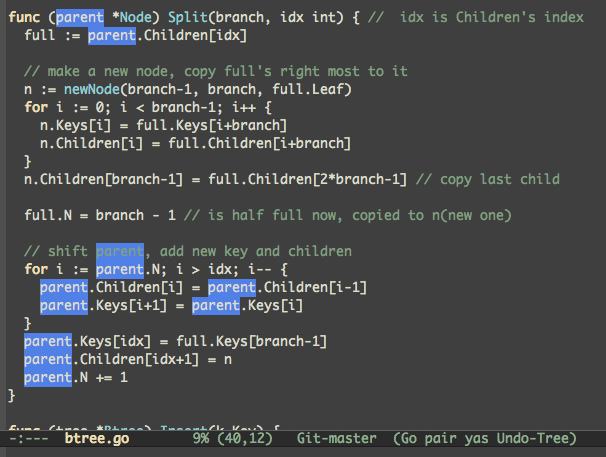 func (parent *Node) Split(branch, idx int) { //  idx is Children's index
  full := parent.Children[idx]
  // make a new node, copy full's right most to it
  n := newNode(branch-1, branch, full.Leaf)
  for i := 0; i < branch-1; i++ {
    n.Keys[i] = full.Keys[i+branch]
    n.Children[i] = full.Children[i+branch]
  }
  n.Children[branch-1] = full.Children[2*branch-1] // copy last child
  full.N = branch - 1 // is half full now, copied to n(new one)
  // shift parent, add new key and children
  for i := parent.N; i > idx; i-- {
    parent.Children[i] = parent.Children[i-1]
    parent.Keys[i+1] = parent.Keys[i]
  }
  parent.Keys[idx] = full.Keys[branch-1]
  parent.Children[idx+1] = n
  parent.N += 1
}
func (tree *Btree) Insert(k Key) {
-:---  btree.go        9% (40,12)   Git-master  (Go pair yas Undo-Tree)